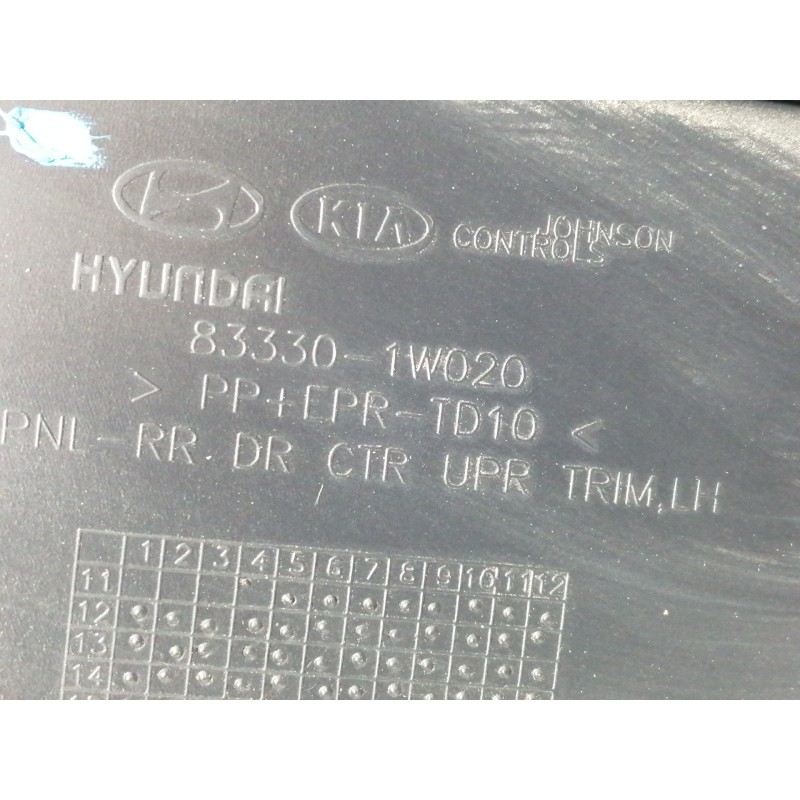 KIA JOHNSON
CONTROLS
HYUNDAI
83330-1W020
> PP+EPR-TD10 <
PNL-RR DR CTR UPR TRIM,LH
1 2 3 4 5 6 7 8 9 10 11 12
11
12
13
14